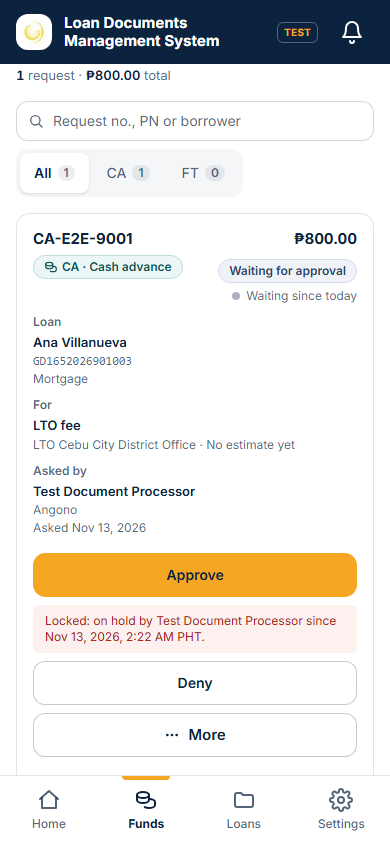 Loan Documents
Management System
TEST
1 request · ₱800.00 total
Request no., PN or borrower
All 1 CA 1 FT 0
CA-E2E-9001 ₱800.00
CA · Cash advance Waiting for approval
Waiting since today
Loan
Ana Villanueva
GD1652026901003
Mortgage
For
LTO fee
LTO Cebu City District Office · No estimate yet
Asked by
Test Document Processor
Angono
Asked Nov 13, 2026
Approve
Locked: on hold by Test Document Processor since
Nov 13, 2026, 2:22 AM PHT.
Deny
··· More
Home Funds Loans Settings